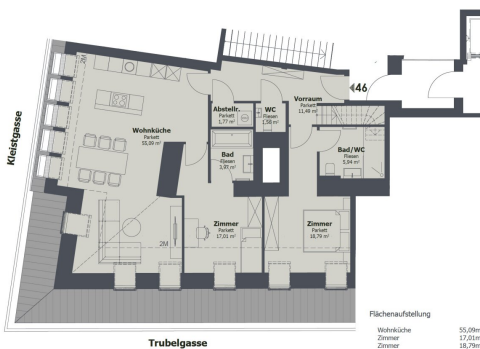 2M
Abstellr.
Parkett
1,77 m²
WC
Fliesen
1,58 m²
Vorraum
Parkett
11,49 m²
46
Wohnküche
Parkett
55,09 m²
Bad
Fliesen
3,97 m²
Bad/WC
Fliesen
5,94 m²
Kleistgasse
Zimmer
Parkett
17,01 m²
Zimmer
Parkett
18,79 m²
2M
Trubelgasse
Flächenaufstellung
Wohnküche 55,09m
Zimmer 17,01m
Zimmer 18,79m